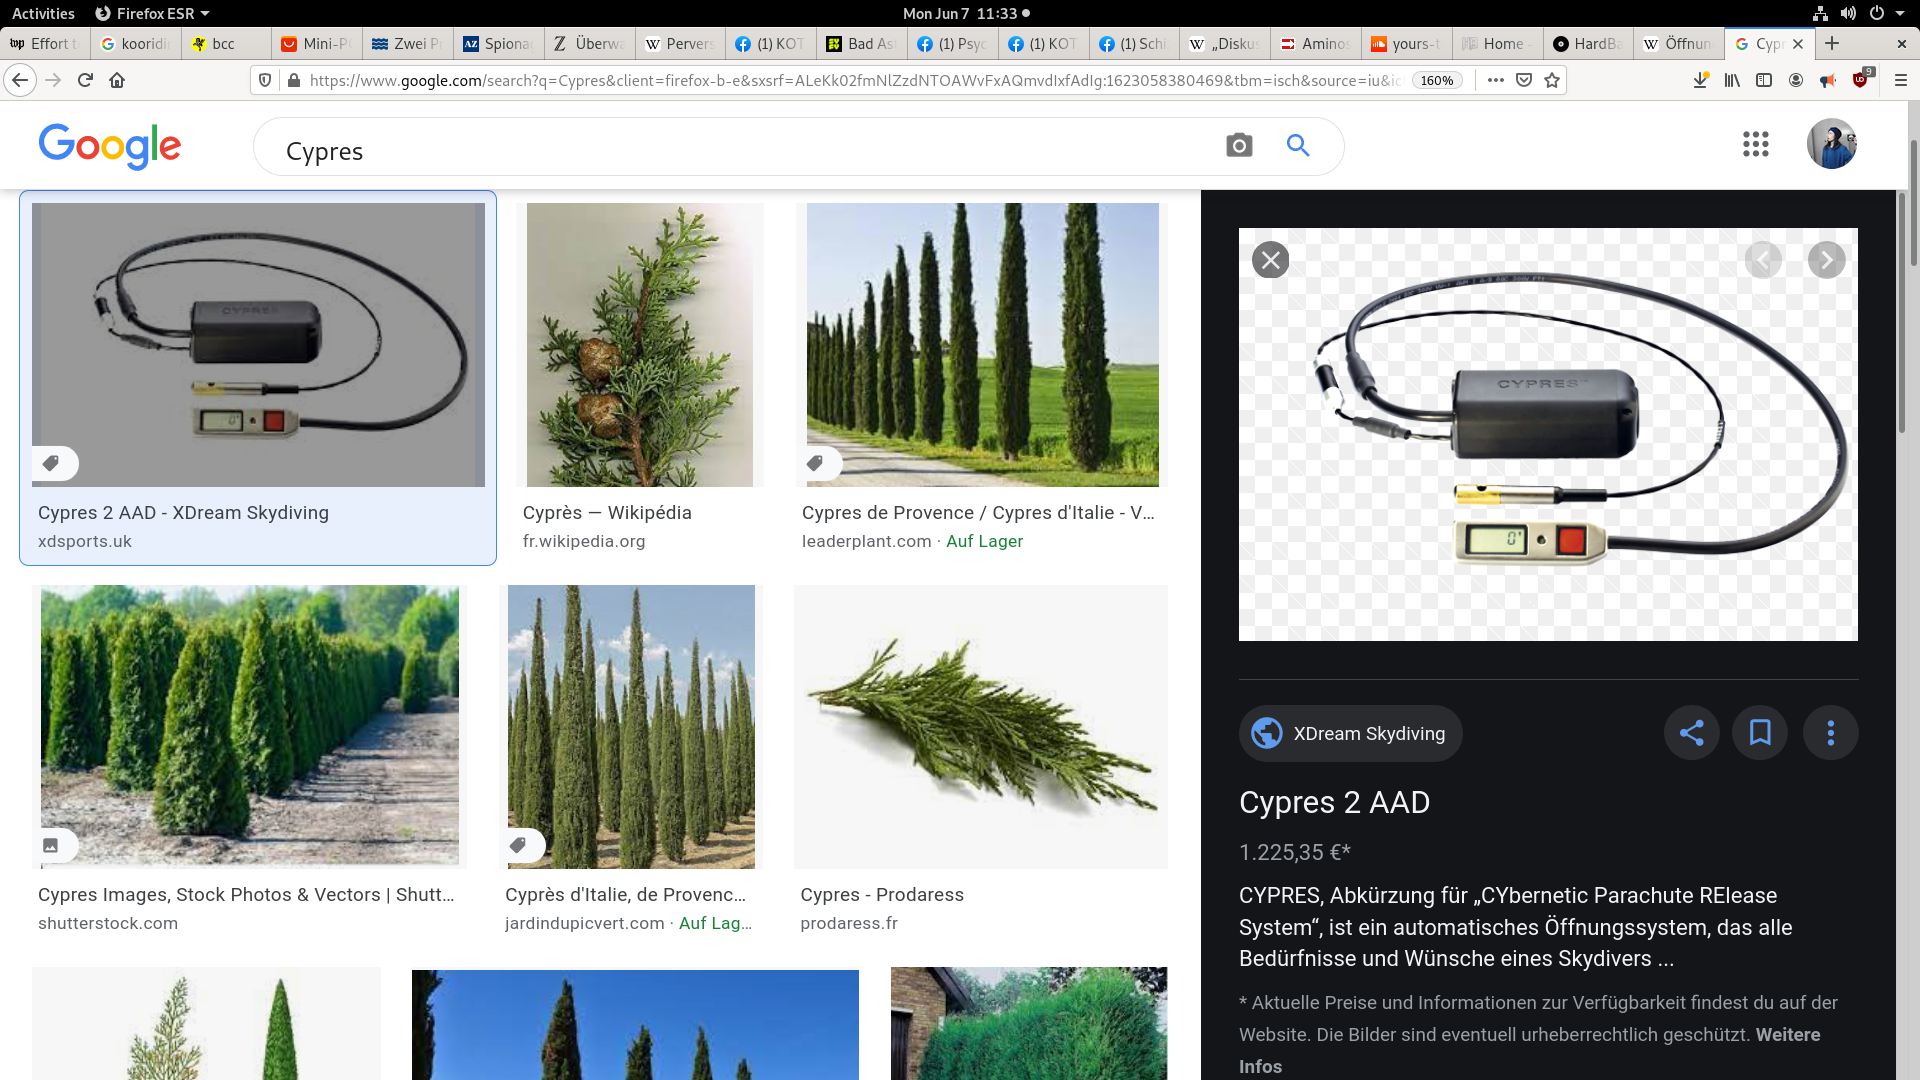 Activities
Firefox ESR
Mon Jun 7 11:33
Effort t
kooridi
bcc
Mini-P
Zwei P
Spiona
Überwa
Pervers
(1) KOT
Bad As
(1) Psyc
(1) KOT
(1) Schi
„Disku
Aminos
yours-t
Home -
HardBa
Öffnun
Cypr
https://www.google.com/search?q=Cypres&client=firefox-b-e&sxsrf=ALeKk02fmNlZzdNTOAWvFxAQmvdIxfAdIg:1623058380469&tbm=isch&source=iu&ic
160%
9
Google
Cypres
CYPRES
Cypres 2 AAD - XDream Skydiving
xdsports.uk
Cyprès — Wikipédia
fr.wikipedia.org
Cypres de Provence / Cypres d'Italie - V...
leaderplant.com · Auf Lager
Cypres Images, Stock Photos & Vectors | Shutt...
shutterstock.com
Cyprès d'Italie, de Provenc...
jardindupicvert.com · Auf Lag...
Cypres - Prodaress
prodaress.fr
CYPRES
XDream Skydiving
Cypres 2 AAD
1.225,35 €*
CYPRES, Abkürzung für „CYbernetic Parachute RElease
System“, ist ein automatisches Öffnungssystem, das alle
Bedürfnisse und Wünsche eines Skydivers ...
* Aktuelle Preise und Informationen zur Verfügbarkeit findest du auf der
Website. Die Bilder sind eventuell urheberrechtlich geschützt. Weitere
Infos